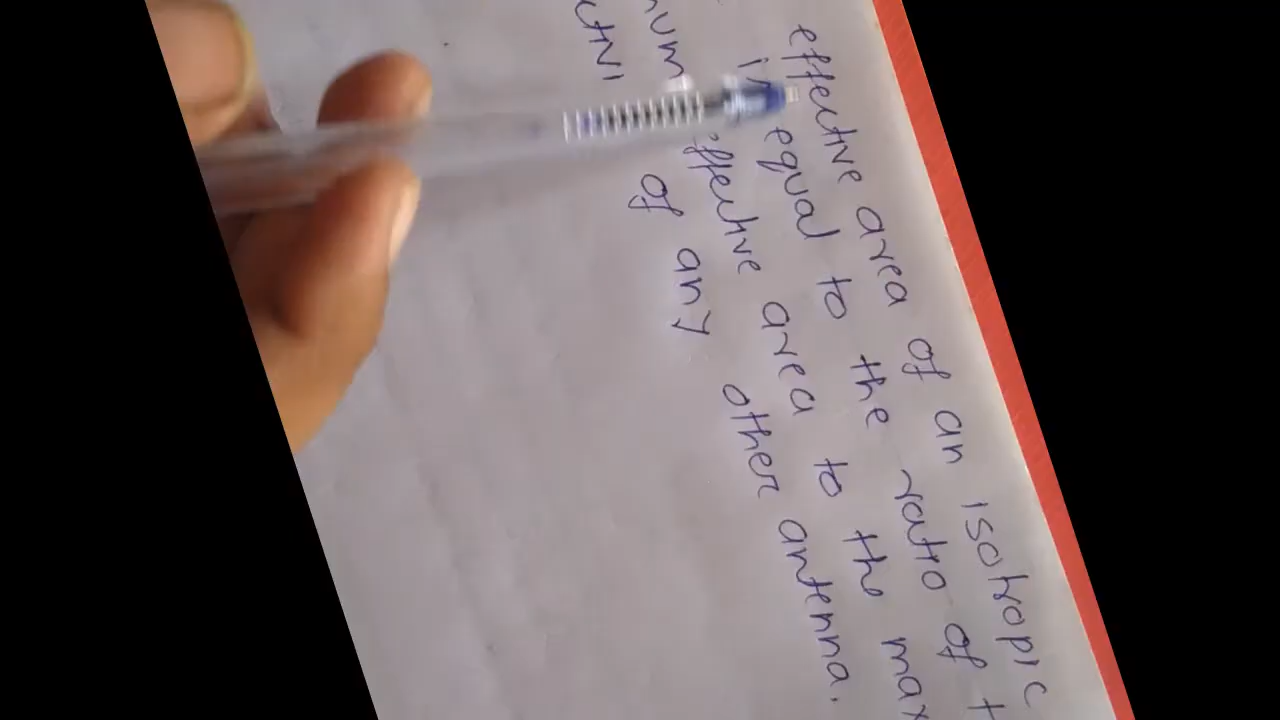 effective area of an isotropic
equal to the ratio of
effective area to the max
of any other antenna.